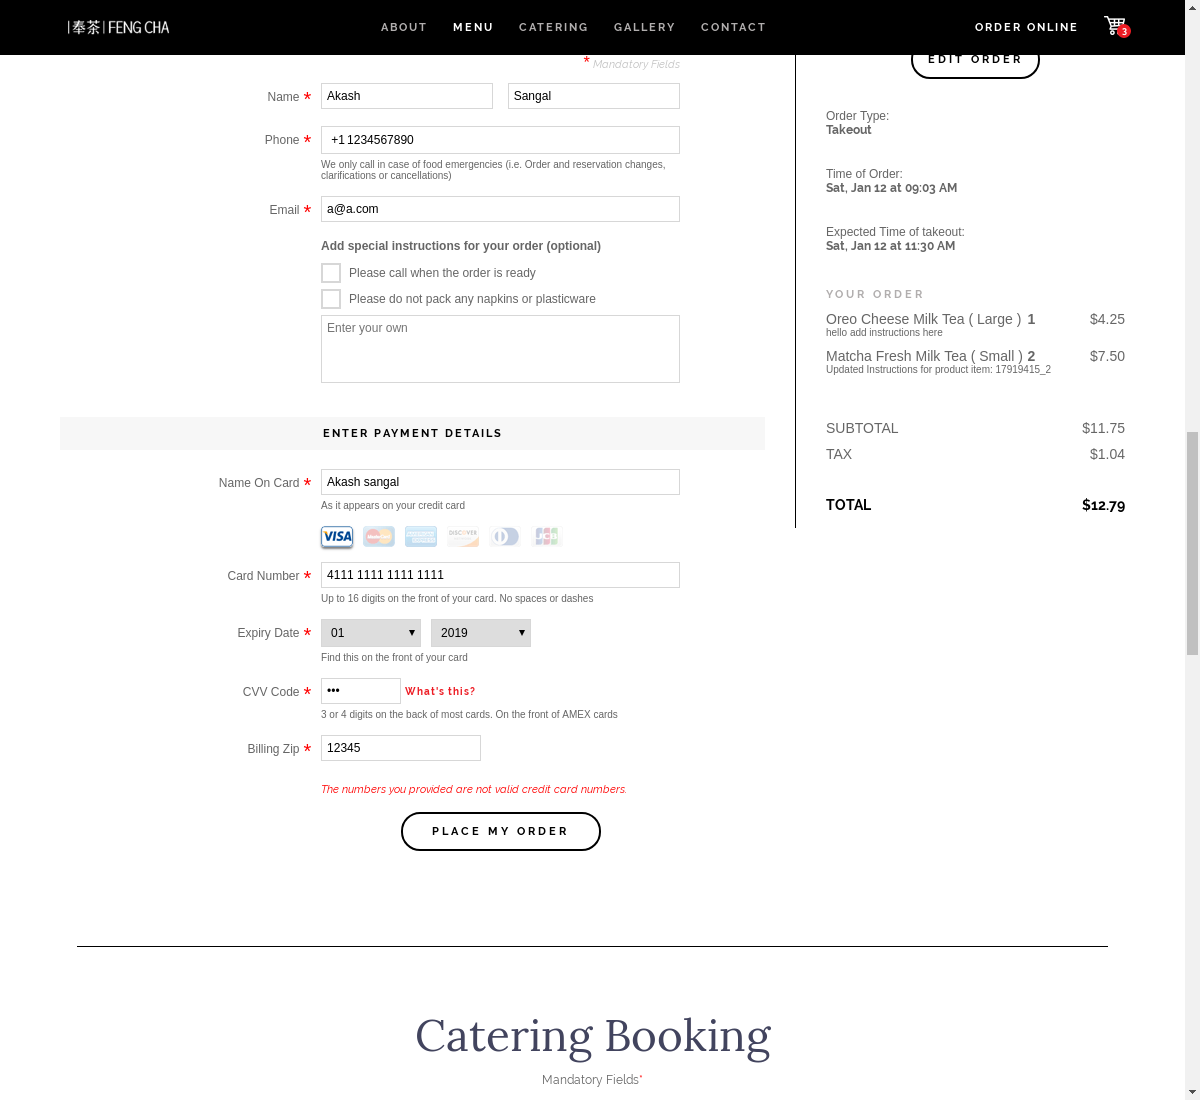 |奉茶|FENG CHA
ABOUT MENU CATERING GALLERY CONTACT
ORDER ONLINE 3
* Mandatory Fields
Name * Akash Sangal
Phone * +1 1234567890
We only call in case of food emergencies (i.e. Order and reservation changes,
clarifications or cancellations)
Email * a@a.com
Add special instructions for your order (optional)
Please call when the order is ready
Please do not pack any napkins or plasticware
Enter your own
ENTER PAYMENT DETAILS
Name On Card * Akash sangal
As it appears on your credit card
VISA MasterCard DISCOVER JCB
Card Number * 4111 1111 1111 1111
Up to 16 digits on the front of your card. No spaces or dashes
Expiry Date * 01 2019
Find this on the front of your card
CVV Code * ••• What's this?
3 or 4 digits on the back of most cards. On the front of AMEX cards
Billing Zip * 12345
The numbers you provided are not valid credit card numbers.
PLACE MY ORDER
EDIT ORDER
Order Type:
Takeout
Time of Order:
Sat, Jan 12 at 09:03 AM
Expected Time of takeout:
Sat, Jan 12 at 11:30 AM
YOUR ORDER
Oreo Cheese Milk Tea ( Large ) 1 $4.25
hello add instructions here
Matcha Fresh Milk Tea ( Small ) 2 $7.50
Updated Instructions for product item: 17919415_2
SUBTOTAL $11.75
TAX $1.04
TOTAL $12.79
Catering Booking
Mandatory Fields*